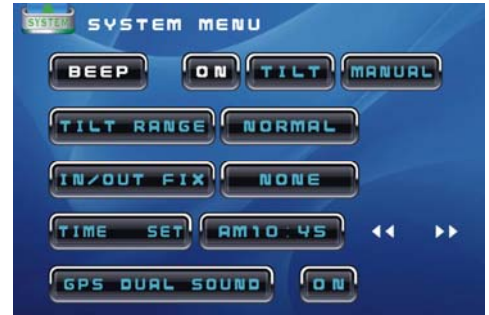 SYSTEM SYSTEM MENU
BEEP ON TILT MANUAL
TILT RANGE NORMAL
IN/OUT FIX NONE
TIME SET AM10:45
GPS DUAL SOUND ON